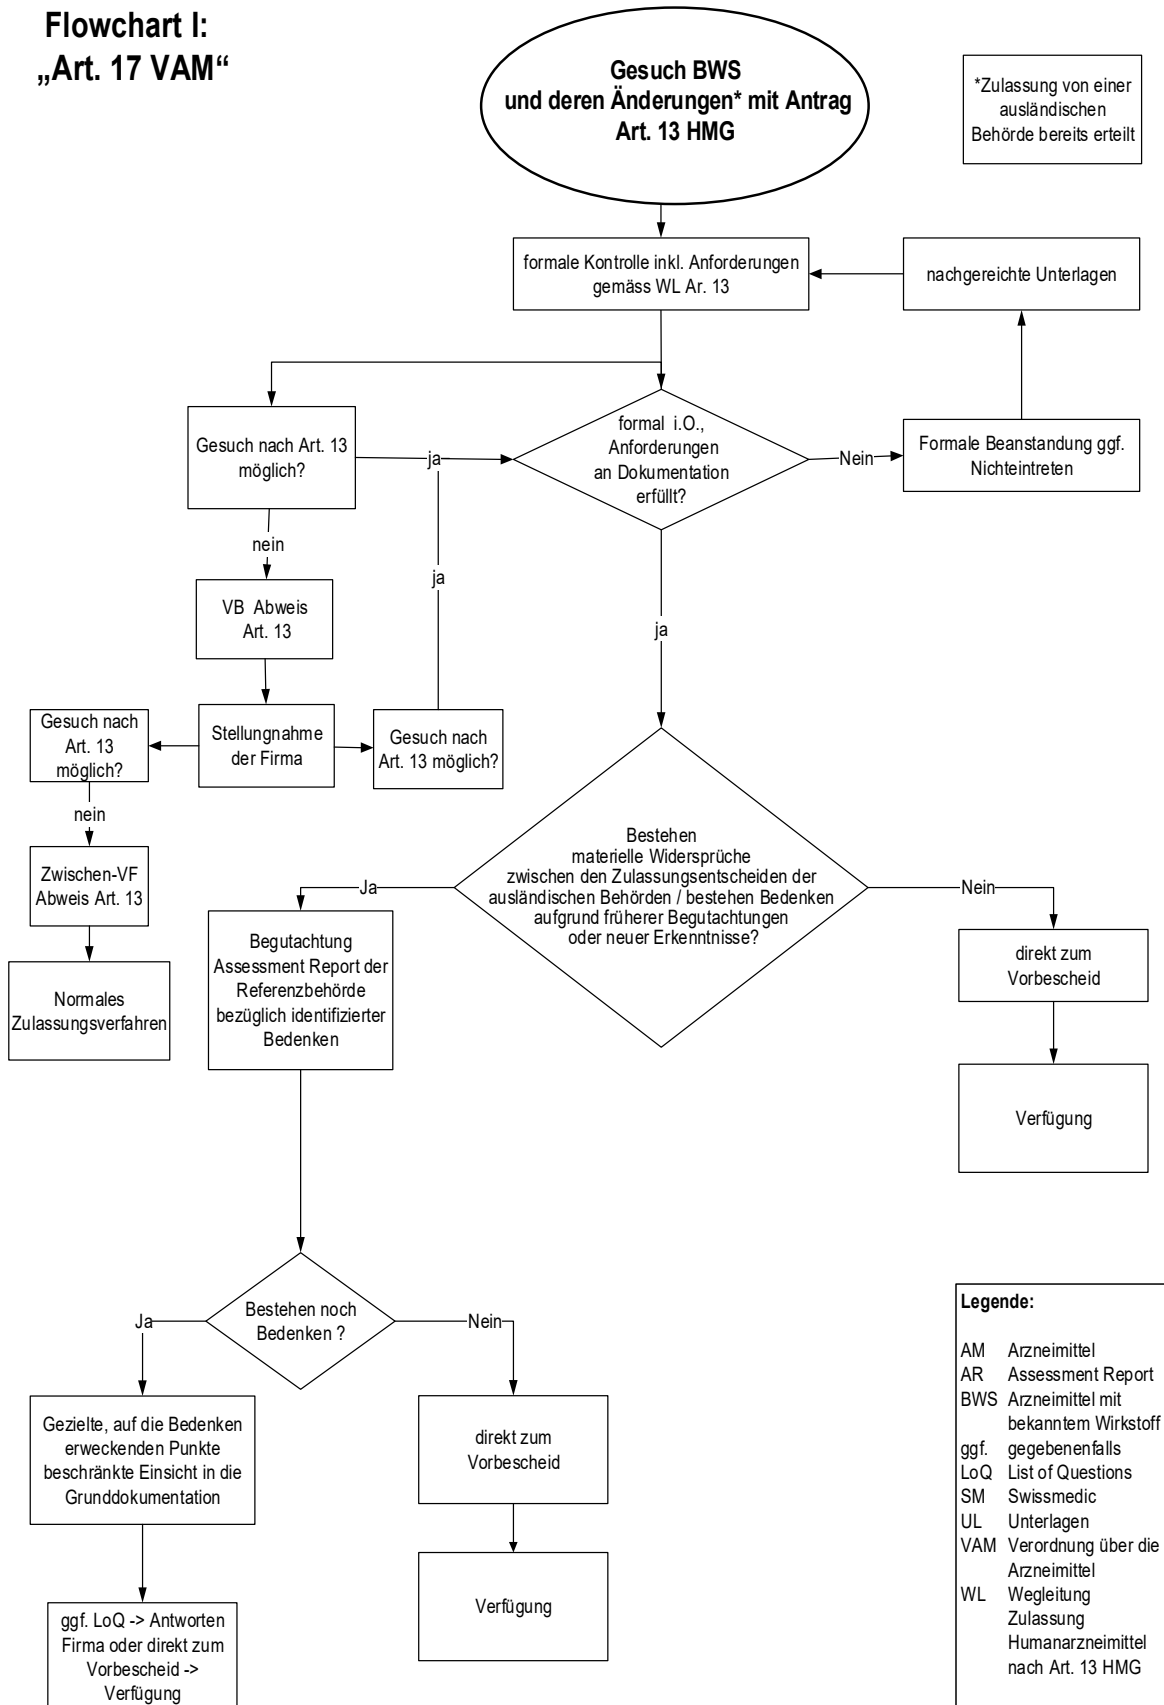 Flowchart I:
„Art. 17 VAM“
Gesuch BWS
und deren Änderungen* mit Antrag
Art. 13 HMG
*Zulassung von einer
ausländischen
Behörde bereits erteilt
formale Kontrolle inkl. Anforderungen
gemäss WL Ar. 13
nachgereichte Unterlagen
Gesuch nach Art. 13
möglich?
ja
formal i.O.,
Anforderungen
an Dokumentation
erfüllt?
Nein
Formale Beanstandung ggf.
Nichteintreten
nein
ja
VB Abweis
Art. 13
ja
Gesuch nach
Art. 13
möglich?
Stellungnahme
der Firma
Gesuch nach
Art. 13 möglich?
nein
Zwischen-VF
Abweis Art. 13
Normales
Zulassungsverfahren
Bestehen
materielle Widersprüche
zwischen den Zulassungsentscheiden der
ausländischen Behörden / bestehen Bedenken
aufgrund früherer Begutachtungen
oder neuer Erkenntnisse?
Ja
Nein
Begutachtung
Assessment Report der
Referenzbehörde
bezüglich identifizierter
Bedenken
direkt zum
Vorbescheid
Verfügung
Bestehen noch
Bedenken ?
Ja
Nein
Gezielte, auf die Bedenken
erweckenden Punkte
beschränkte Einsicht in die
Grunddokumentation
direkt zum
Vorbescheid
Verfügung
ggf. LoQ -> Antworten
Firma oder direkt zum
Vorbescheid ->
Verfügung
Legende:
AM Arzneimittel
AR Assessment Report
BWS Arzneimittel mit
bekanntem Wirkstoff
ggf. gegebenenfalls
LoQ List of Questions
SM Swissmedic
UL Unterlagen
VAM Verordnung über die
Arzneimittel
WL Wegleitung
Zulassung
Humanarzneimittel
nach Art. 13 HMG